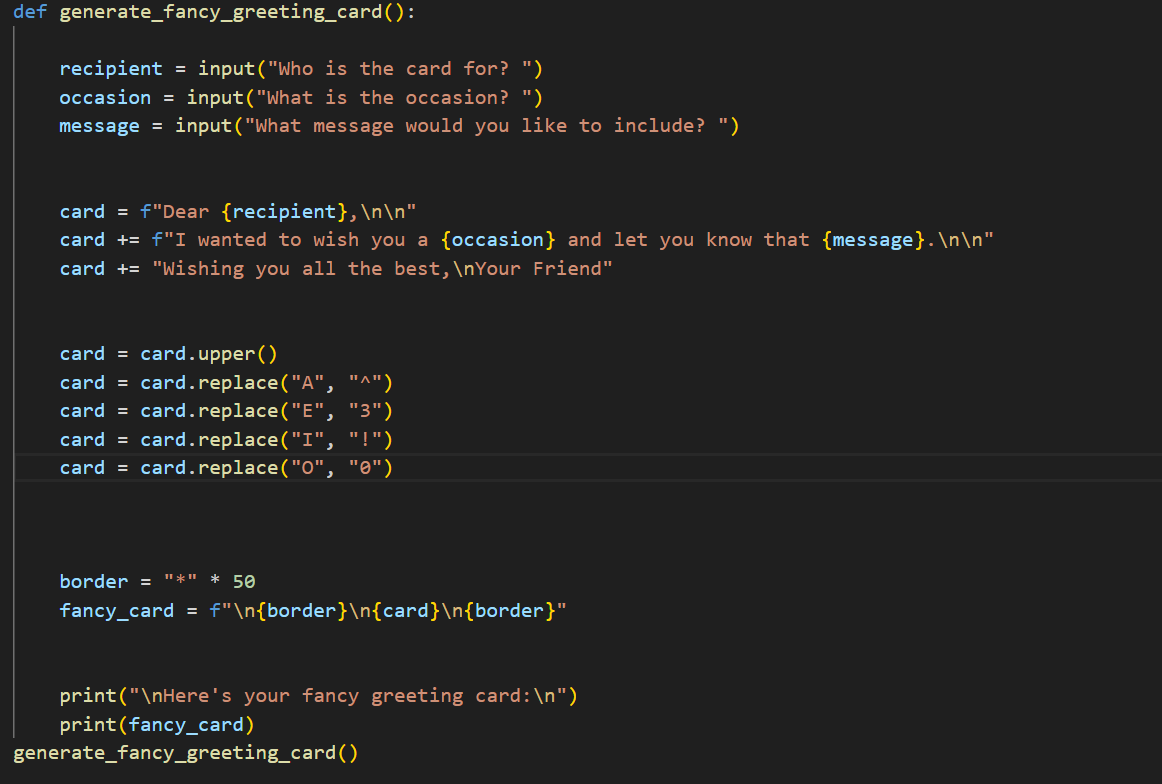 def generate_fancy_greeting_card():
    recipient = input("Who is the card for? ")
    occasion = input("What is the occasion? ")
    message = input("What message would you like to include? ")
    card = f"Dear {recipient},\n\n"
    card += f"I wanted to wish you a {occasion} and let you know that {message}.\n\n"
    card += "Wishing you all the best,\nYour Friend"
    card = card.upper()
    card = card.replace("A", "^")
    card = card.replace("E", "3")
    card = card.replace("I", "!")
    card = card.replace("O", "0")
    border = "*" * 50
    fancy_card = f"\n{border}\n{card}\n{border}"
    print("\nHere's your fancy greeting card:\n")
    print(fancy_card)
generate_fancy_greeting_card()